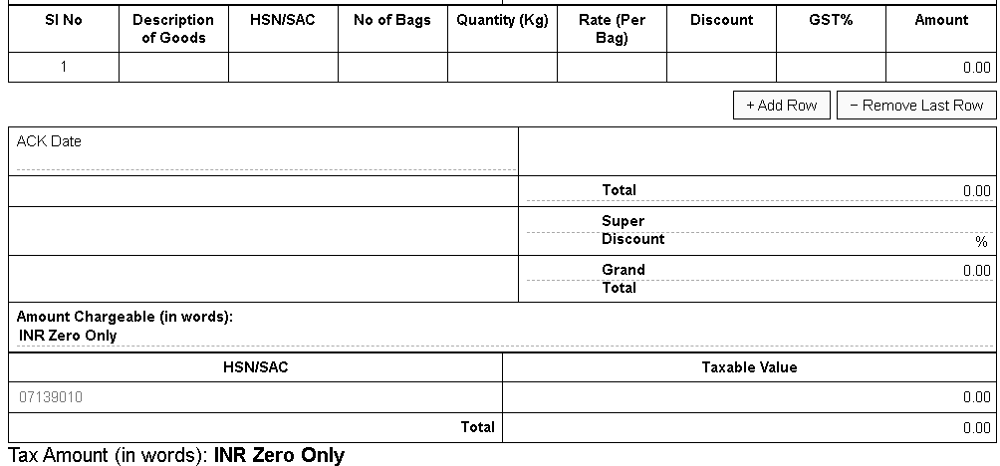 SI No Description of Goods HSN/SAC No of Bags Quantity (Kg) Rate (Per Bag) Discount GST% Amount
1 0.00
+ Add Row − Remove Last Row
ACK Date
Total 0.00
Super
Discount %
Grand 0.00
Total
Amount Chargeable (in words):
INR Zero Only
HSN/SAC Taxable Value
07139010 0.00
Total 0.00
Tax Amount (in words): INR Zero Only